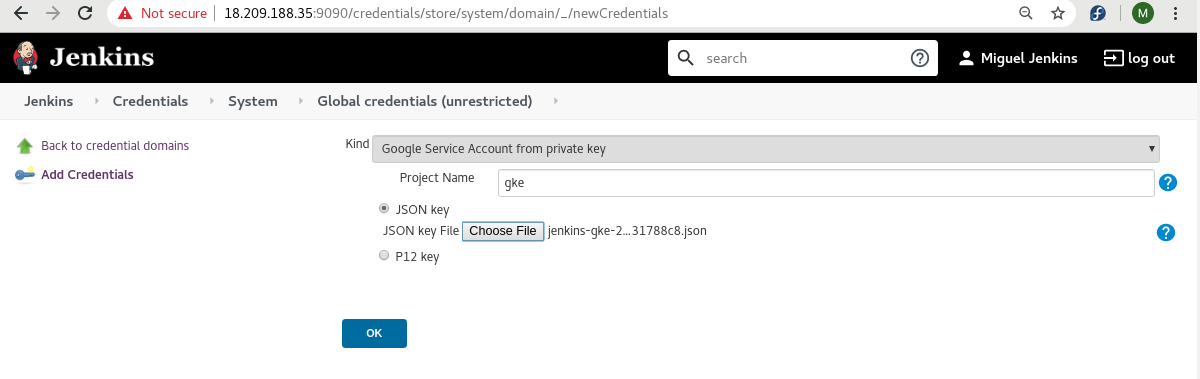 Not secure 18.209.188.35:9090/credentials/store/system/domain/_/newCredentials M
Jenkins search Miguel Jenkins log out
Jenkins Credentials System Global credentials (unrestricted)
Back to credential domains
Add Credentials
Kind Google Service Account from private key
Project Name gke
JSON key
JSON key File Choose File jenkins-gke-2...31788c8.json
P12 key
OK